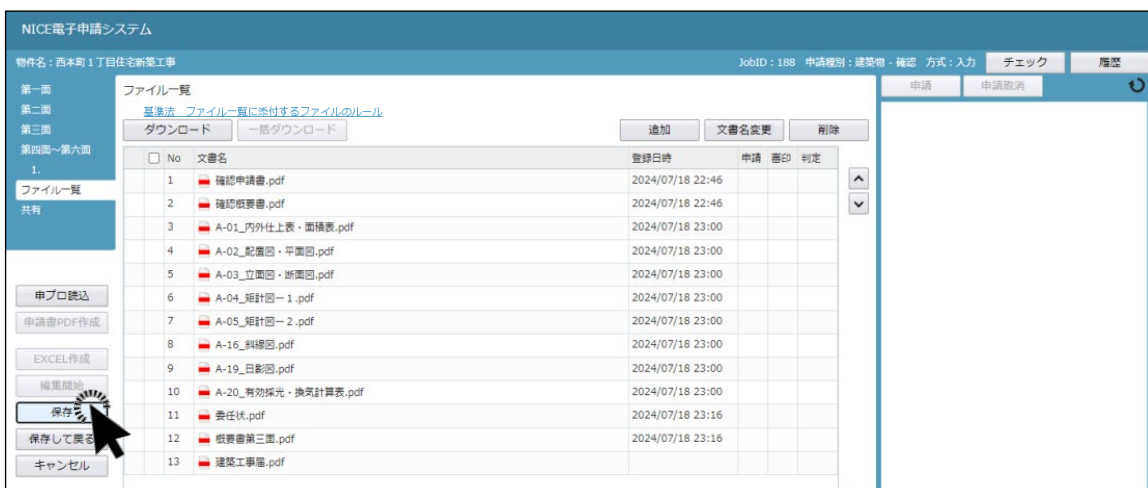 NICE電子申請システム
物件名：西本町１丁目住宅新築工事
JobID：188 申請種別：建築物 - 確認 方式：入力 チェック 履歴
第一面
第二面
第三面
第四面～第六面
1.
ファイル一覧
共有
申プロ読込
申請書PDF作成
EXCEL作成
編集開始
保存
保存して戻る
キャンセル
ファイル一覧
基準法 ファイル一覧に添付するファイルのルール
ダウンロード 一括ダウンロード 追加 文書名変更 削除
No 文書名 登録日時 申請 審印 判定
1 確認申請書.pdf 2024/07/18 22:46
2 確認概要書.pdf 2024/07/18 22:46
3 A-01_内外仕上表・面積表.pdf 2024/07/18 23:00
4 A-02_配置図・平面図.pdf 2024/07/18 23:00
5 A-03_立面図・断面図.pdf 2024/07/18 23:00
6 A-04_矩計図－１.pdf 2024/07/18 23:00
7 A-05_矩計図－２.pdf 2024/07/18 23:00
8 A-16_斜線図.pdf 2024/07/18 23:00
9 A-19_日影図.pdf 2024/07/18 23:00
10 A-20_有効採光・換気計算表.pdf 2024/07/18 23:00
11 委任状.pdf 2024/07/18 23:16
12 概要書第三面.pdf 2024/07/18 23:16
13 建築工事届.pdf
申請 申請取消